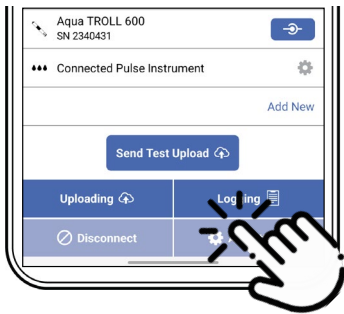 Aqua TROLL 600
SN 2340431
Connected Pulse Instrument
Add New
Send Test Upload
Uploading
Logging
Disconnect